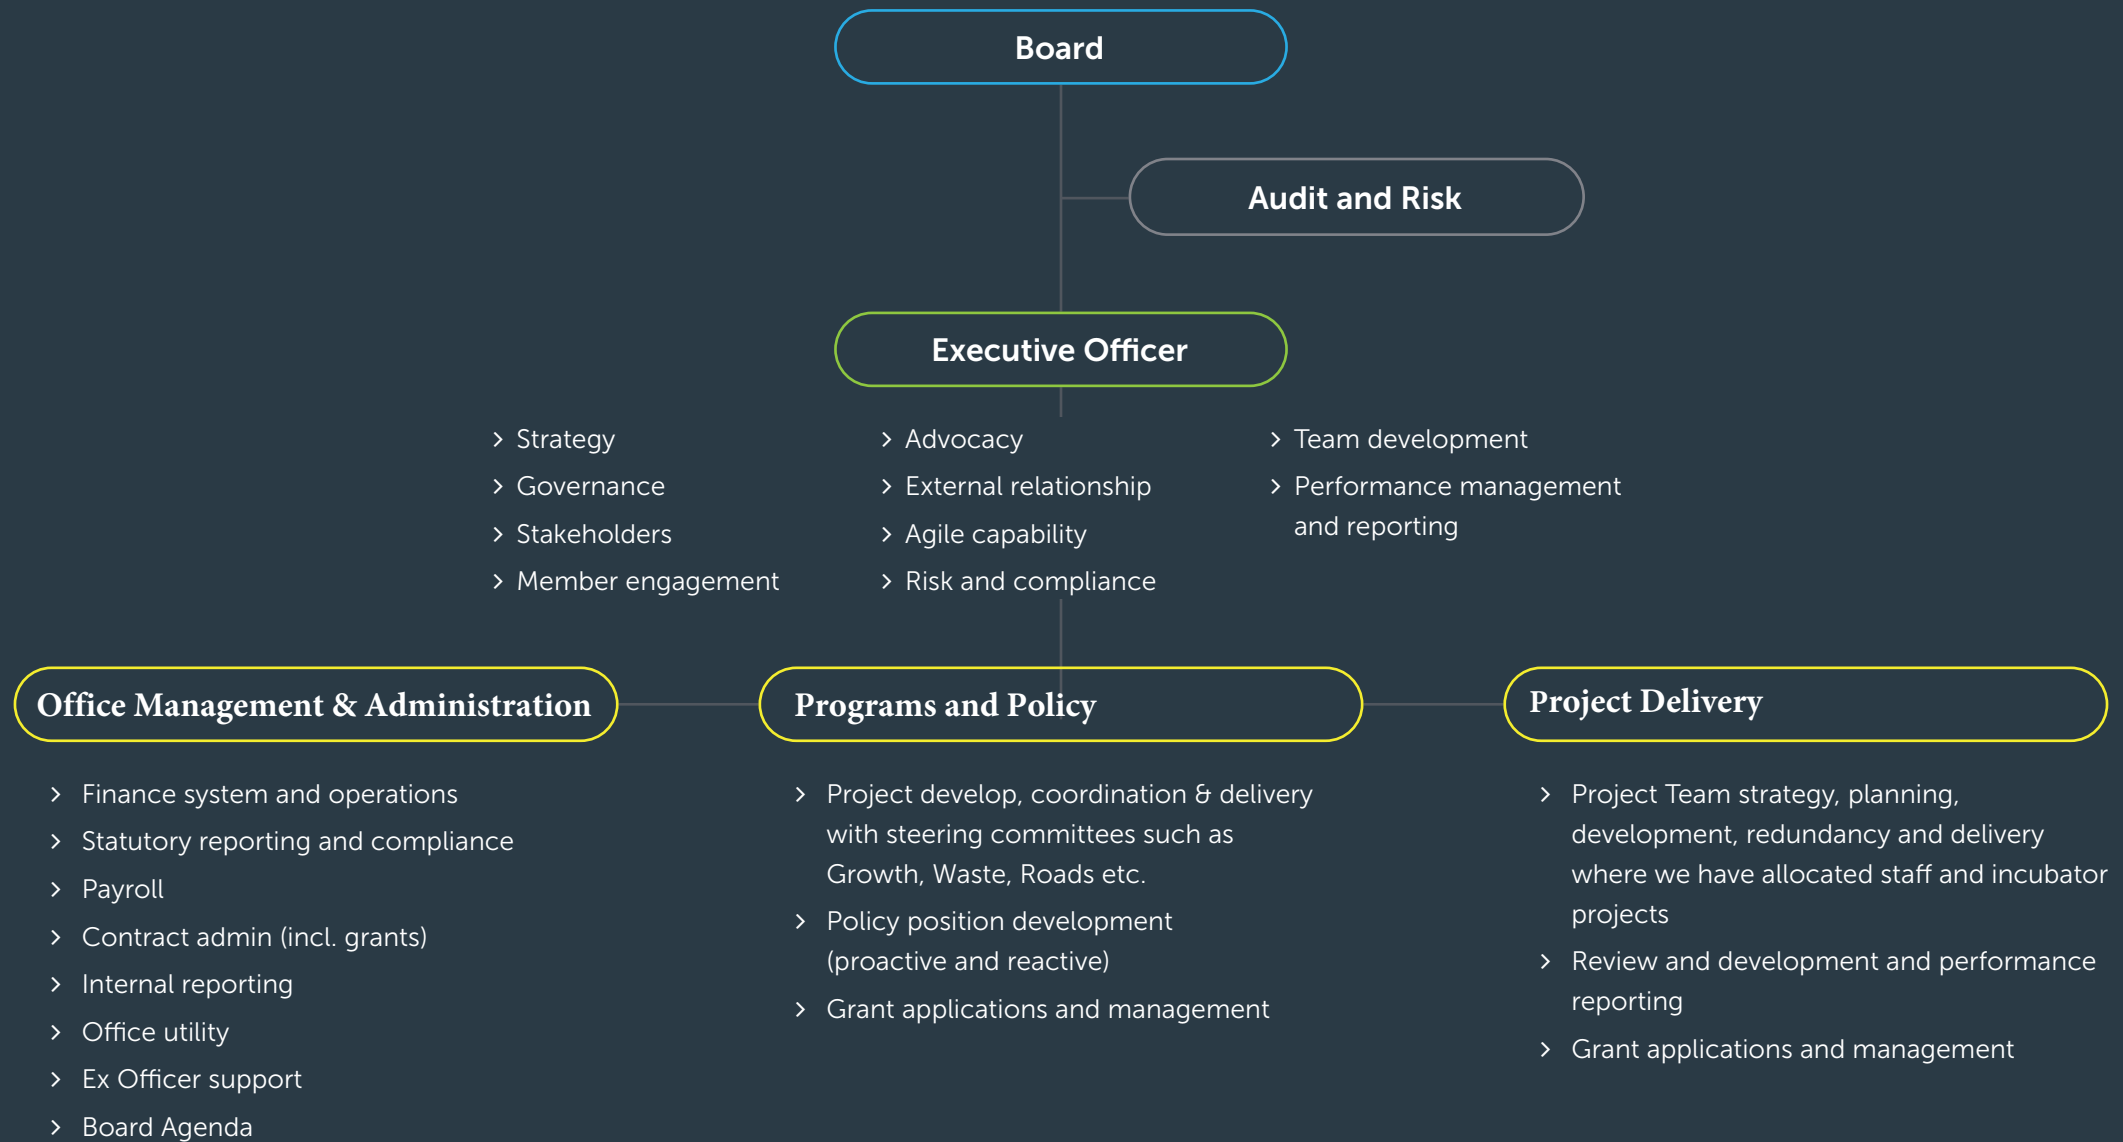 Board
Audit and Risk
Executive Officer
Strategy
Governance
Stakeholders
Member engagement
Advocacy
External relationship
Agile capability
Risk and compliance
Team development
Performance management
and reporting
Office Management & Administration
Finance system and operations
Statutory reporting and compliance
Payroll
Contract admin (incl. grants)
Internal reporting
Office utility
Ex Officer support
Board Agenda
Programs and Policy
Project develop, coordination & delivery
with steering committees such as
Growth, Waste, Roads etc.
Policy position development
(proactive and reactive)
Grant applications and management
Project Delivery
Project Team strategy, planning,
development, redundancy and delivery
where we have allocated staff and incubator
projects
Review and development and performance
reporting
Grant applications and management